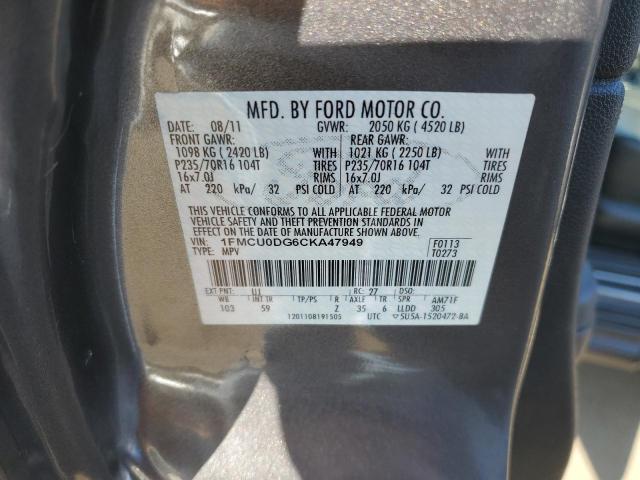 MFD. BY FORD MOTOR CO.
DATE: 08/11 GVWR: 2050 KG ( 4520 LB)
FRONT GAWR: REAR GAWR:
1098 KG ( 2420 LB) WITH 1021 KG ( 2250 LB) WITH
P235/70R16 104T TIRES P235/70R16 104T TIRES
16x7.0J RIMS 16x7.0J RIMS
AT 220 kPa/ 32 PSI COLD AT 220 kPa/ 32 PSI COLD
THIS VEHICLE CONFORMS TO ALL APPLICABLE FEDERAL MOTOR
VEHICLE SAFETY AND THEFT PREVENTION STANDARDS IN
EFFECT ON THE DATE OF MANUFACTURE SHOWN ABOVE.
VIN: 1FMCU0DG6CKA47949 F0113
TYPE: MPV T0273
EXT PNT: UJ RC: 27 DSO:
WB INT TR TP/PS R AXLE TR SPR AM71F
103 59 Z 35 6 LLDD 305
1201108191505 UTC 5U5A-1520472-BA